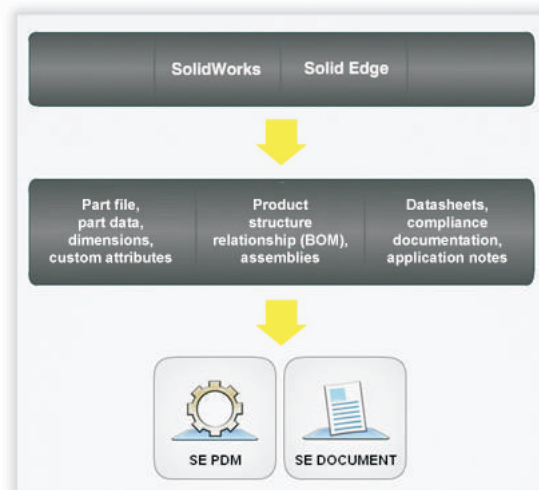 SolidWorks
Solid Edge
Part file,
part data,
dimensions,
custom attributes
Product
structure
relationship (BOM),
assemblies
Datasheets,
compliance
documentation,
application notes
SE PDM
SE DOCUMENT